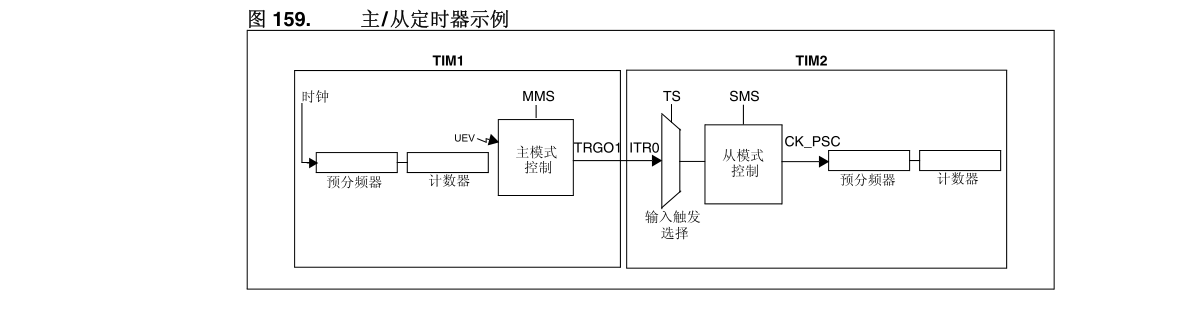 图 159. 主/从定时器示例
TIM1
TIM2
时钟
MMS
TS
SMS
UEV
主模式
控制
TRGO1
ITR0
从模式
控制
CK_PSC
预分频器
计数器
预分频器
计数器
输入触发
选择